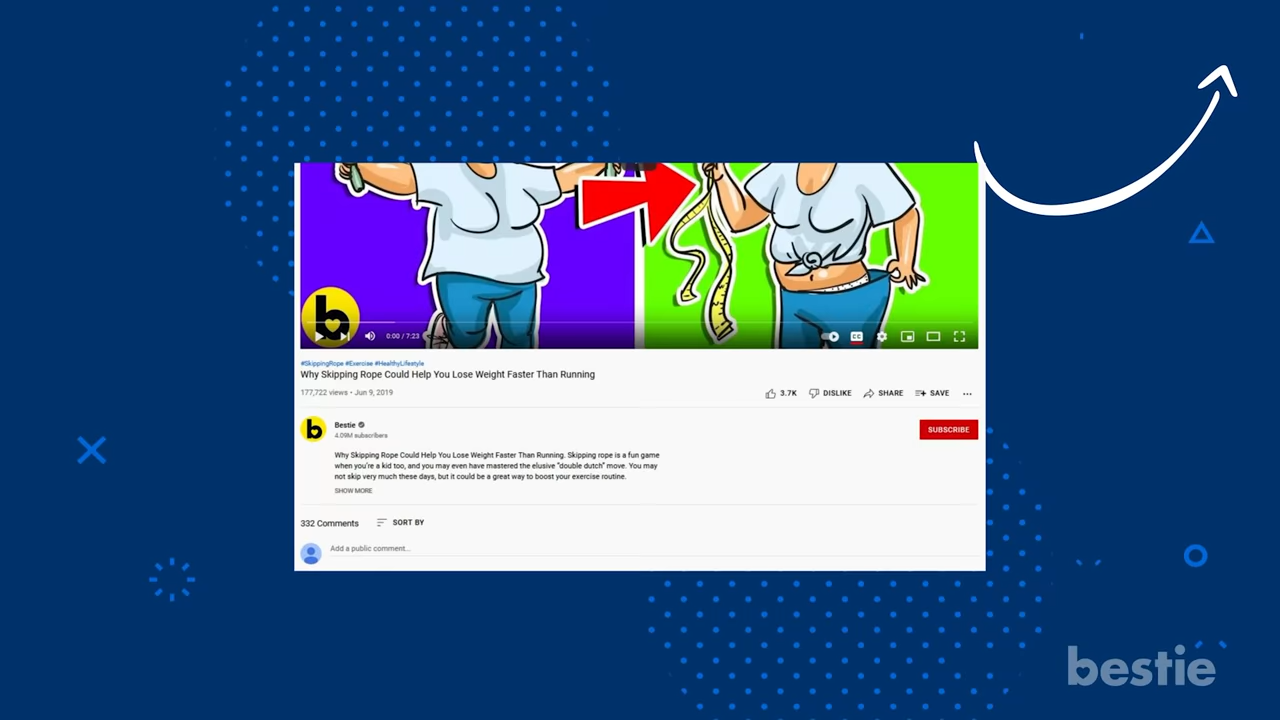 b
0:00 / 7:23
CC
#SkippingRope #Exercise #HealthyLifestyle
Why Skipping Rope Could Help You Lose Weight Faster Than Running
177,722 views • Jun 9, 2019
3.7K
DISLIKE
SHARE
SAVE
b
Bestie
4.09M subscribers
SUBSCRIBE
Why Skipping Rope Could Help You Lose Weight Faster Than Running. Skipping rope is a fun game
when you're a kid too, and you may even have mastered the elusive "double dutch" move. You may
not skip very much these days, but it could be a great way to boost your exercise routine.
SHOW MORE
332 Comments
SORT BY
Add a public comment...
bestie